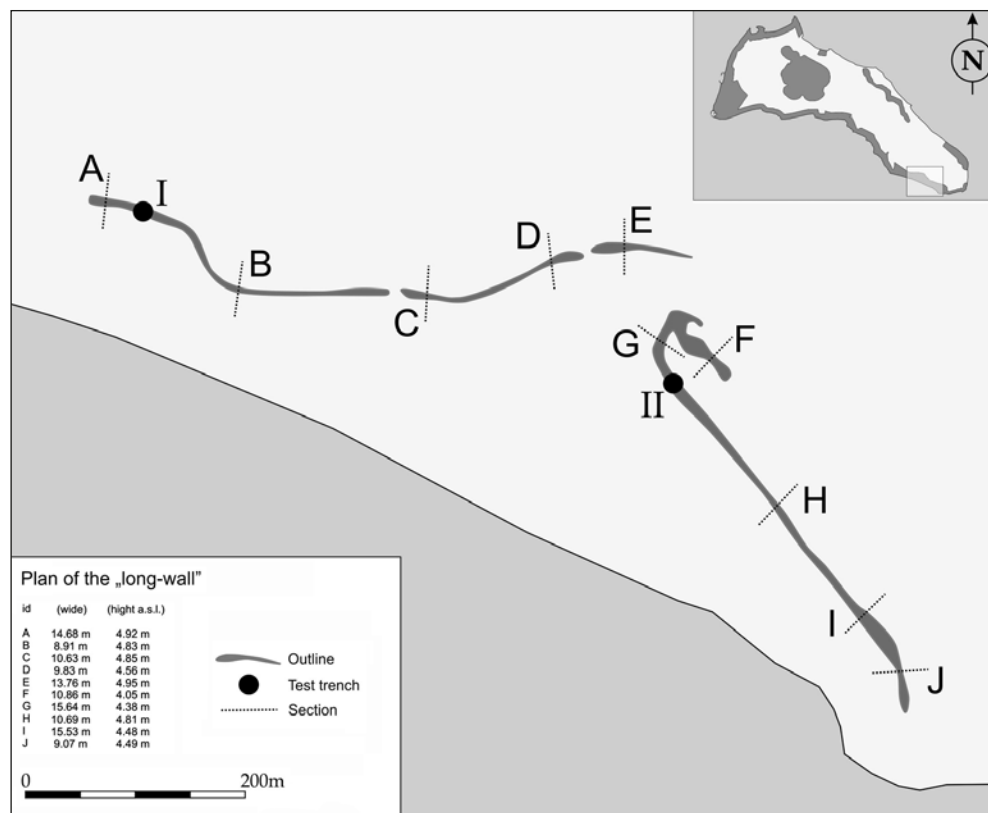 N
A
I
B
C
D
E
G
F
II
H
I
J
Plan of the „long-wall”
id (wide) (hight a.s.l.)
A 14.68 m 4.92 m
B 8.91 m 4.83 m
C 10.63 m 4.85 m
D 9.83 m 4.56 m
E 13.76 m 4.95 m
F 10.86 m 4.05 m
G 15.64 m 4.38 m
H 10.69 m 4.81 m
I 15.53 m 4.48 m
J 9.07 m 4.49 m
Outline
Test trench
Section
0 200m